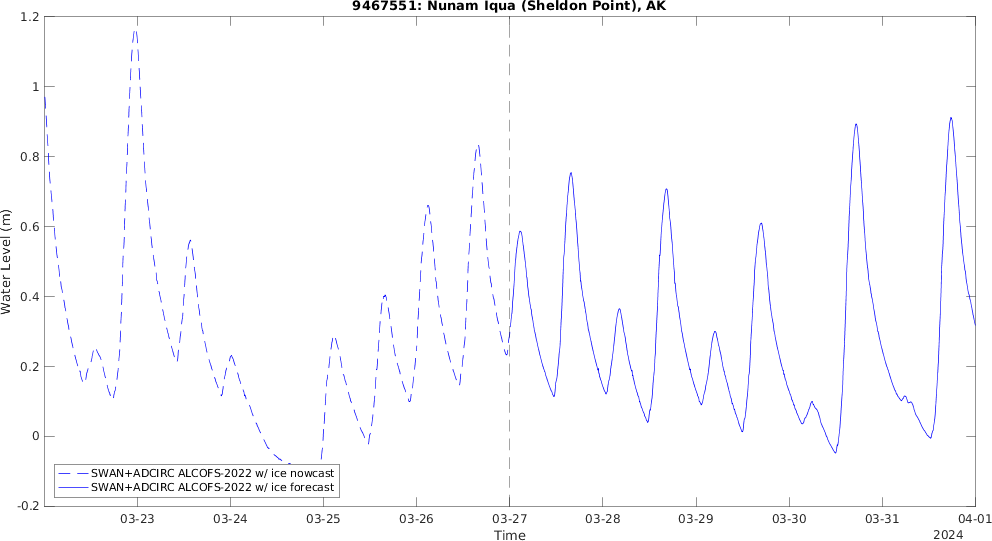 9467551: Nunam Iqua (Sheldon Point), AK
1.2
1
0.8
0.6
0.4
0.2
0
-0.2
Water Level (m)
SWAN+ADCIRC ALCOFS-2022 w/ ice nowcast
SWAN+ADCIRC ALCOFS-2022 w/ ice forecast
03-23 03-24 03-25 03-26 03-27 03-28 03-29 03-30 03-31 04-01
Time
2024